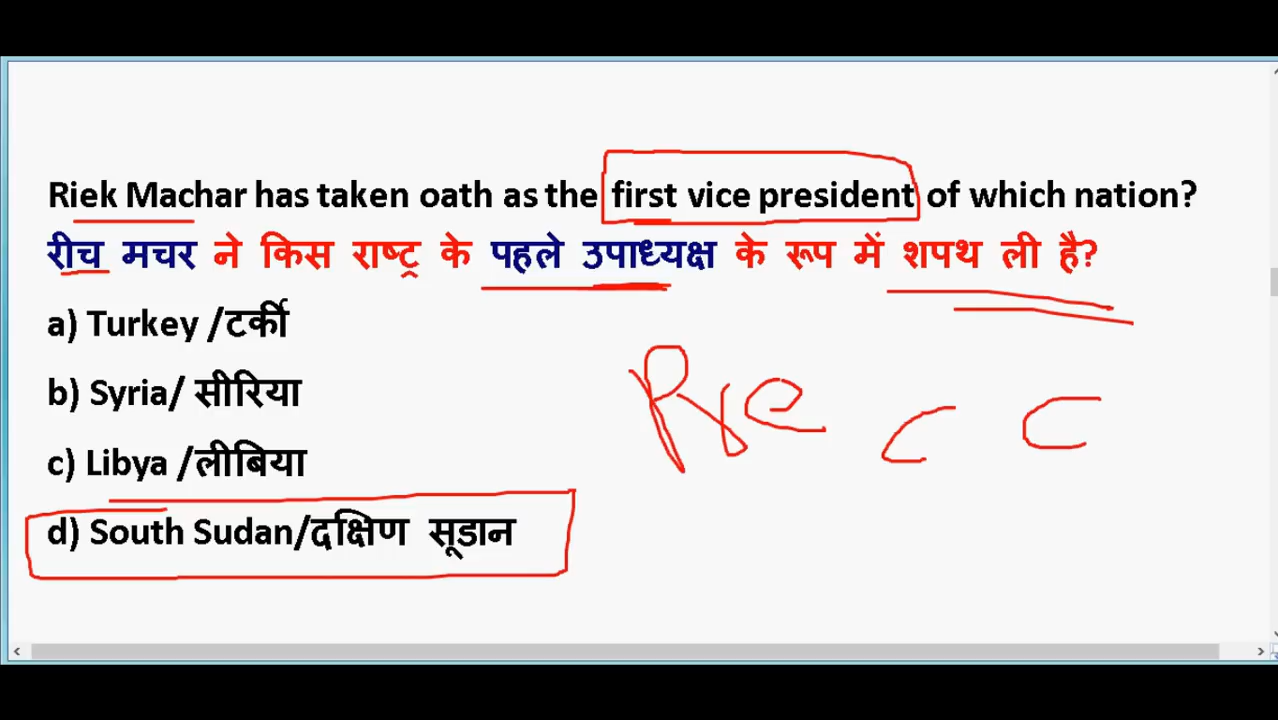 Riek Machar has taken oath as the first vice president of which nation?
रीच मचर ने किस राष्ट्र के पहले उपाध्यक्ष के रूप में शपथ ली है?
a) Turkey /टर्की
b) Syria/ सीरिया
c) Libya /लीबिया
d) South Sudan/दक्षिण सूडान